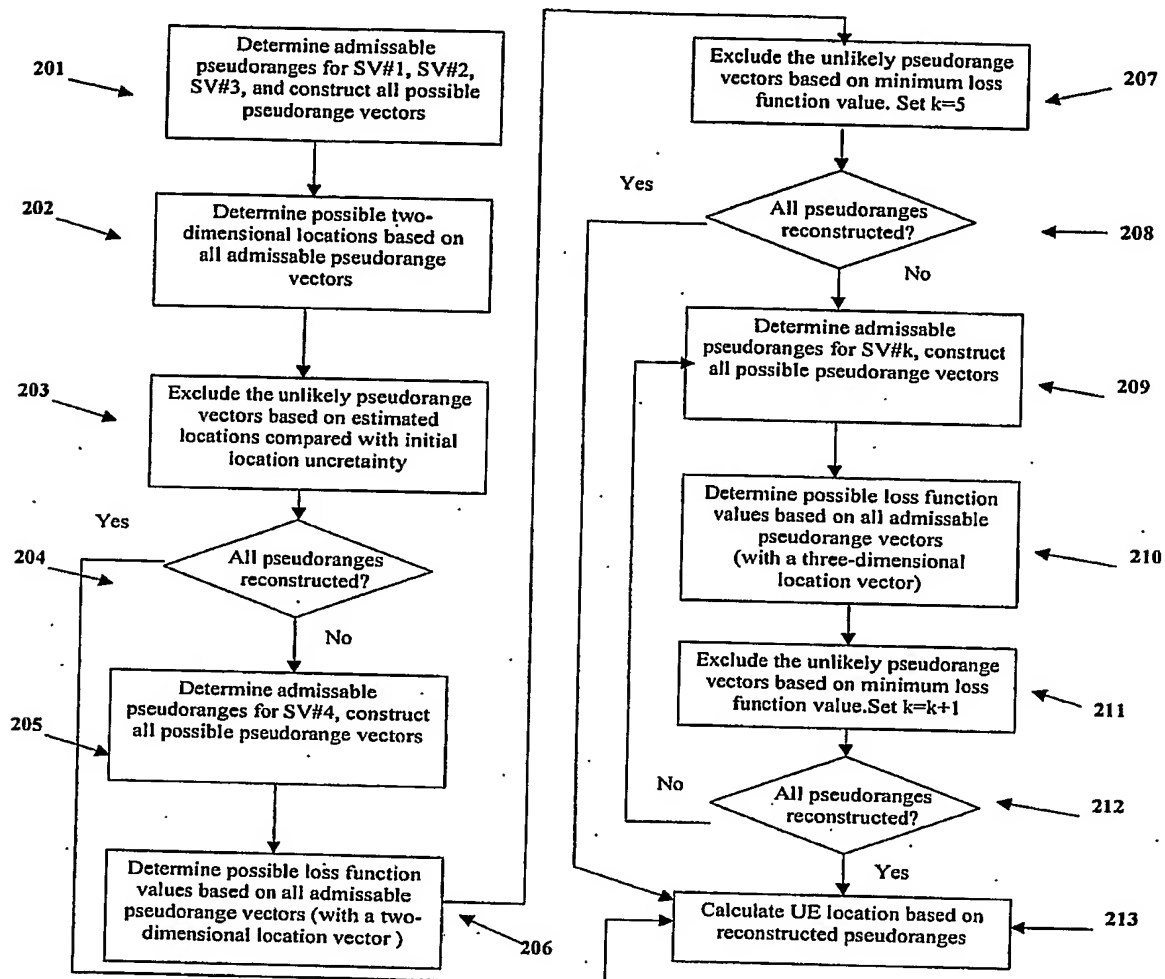 201
Determine admissable
pseudoranges for SV#1, SV#2,
SV#3, and construct all possible
pseudorange vectors
202
Determine possible two-
dimensional locations based on
all admissable pseudorange
vectors
203
Exclude the unlikely pseudorange
vectors based on estimated
locations compared with initial
location uncretainty
Yes
204
All pseudoranges
reconstructed?
No
205
Determine admissable
pseudoranges for SV#4, construct
all possible pseudorange vectors
Determine possible loss function
values based on all admissable
pseudorange vectors (with a two-
dimensional location vector )
206
Exclude the unlikely pseudorange
vectors based on minimum loss
function value. Set k=5
207
Yes
All pseudoranges
reconstructed?
208
No
Determine admissable
pseudoranges for SV#k, construct
all possible pseudorange vectors
209
Determine possible loss function
values based on all admissable
pseudorange vectors
(with a three-dimensional
location vector)
210
Exclude the unlikely pseudorange
vectors based on minimum loss
function value.Set k=k+1
211
No
All pseudoranges
reconstructed?
212
Yes
Calculate UE location based on
reconstructed pseudoranges
213